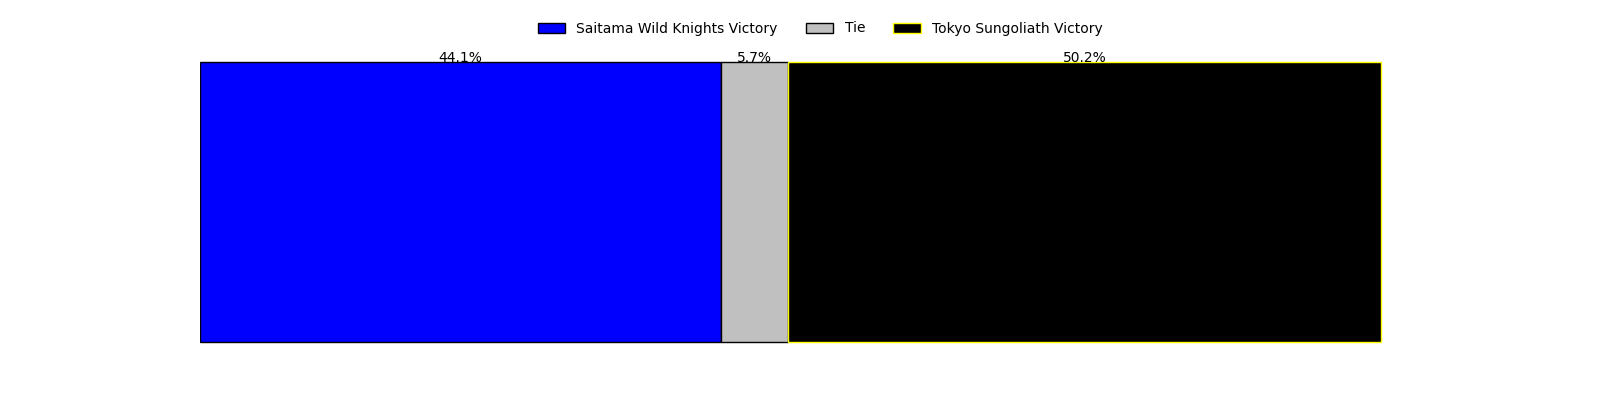 Saitama Wild Knights Victory Tie Tokyo Sungoliath Victory
44.1% 5.7% 50.2%